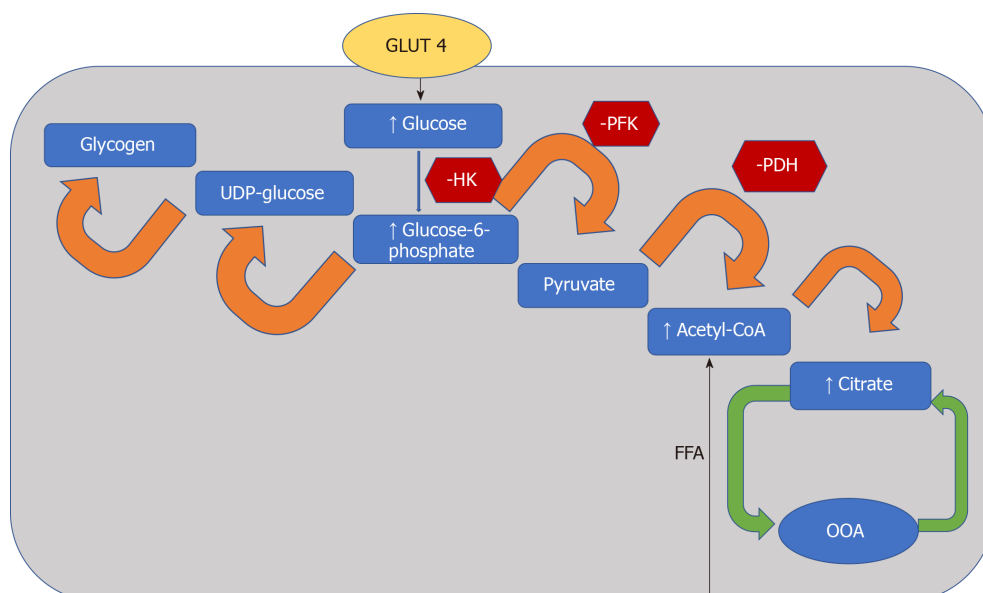 GLUT 4
↑ Glucose
-PFK
Glycogen
-HK
-PDH
UDP-glucose
↑ Glucose-6-
phosphate
Pyruvate
↑ Acetyl-CoA
↑ Citrate
FFA
OOA